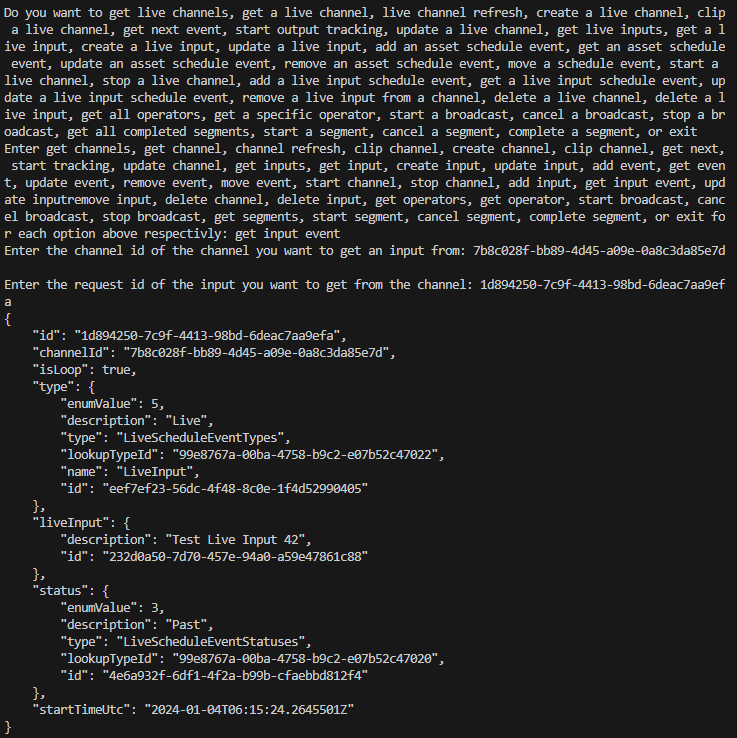 Do you want to get live channels, get a live channel, live channel refresh, create a live channel, clip
 a live channel, get next event, start output tracking, update a live channel, get live inputs, get a l
ive input, create a live input, update a live input, add an asset schedule event, get an asset schedule
 event, update an asset schedule event, remove an asset schedule event, move a schedule event, start a
live channel, stop a live channel, add a live input schedule event, get a live input schedule event, up
date a live input schedule event, remove a live input from a channel, delete a live channel, delete a l
ive input, get all operators, get a specific operator, start a broadcast, cancel a broadcast, stop a br
oadcast, get all completed segments, start a segment, cancel a segment, complete a segment, or exit
Enter get channels, get channel, channel refresh, clip channel, create channel, clip channel, get next,
 start tracking, update channel, get inputs, get input, create input, update input, add event, get even
t, update event, remove event, move event, start channel, stop channel, add input, get input event, upd
ate inputremove input, delete channel, delete input, get operators, get operator, start broadcast, canc
el broadcast, stop broadcast, get segments, start segment, cancel segment, complete segment, or exit fo
r each option above respectivly: get input event
Enter the channel id of the channel you want to get an input from: 7b8c028f-bb89-4d45-a09e-0a8c3da85e7d
Enter the request id of the input you want to get from the channel: 1d894250-7c9f-4413-98bd-6deac7aa9ef
a
{
    "id": "1d894250-7c9f-4413-98bd-6deac7aa9efa",
    "channelId": "7b8c028f-bb89-4d45-a09e-0a8c3da85e7d",
    "isLoop": true,
    "type": {
        "enumValue": 5,
        "description": "Live",
        "type": "LiveScheduleEventTypes",
        "lookupTypeId": "99e8767a-00ba-4758-b9c2-e07b52c47022",
        "name": "LiveInput",
        "id": "eef7ef23-56dc-4f48-8c0e-1f4d52990405"
    },
    "liveInput": {
        "description": "Test Live Input 42",
        "id": "232d0a50-7d70-457e-94a0-a59e47861c88"
    },
    "status": {
        "enumValue": 3,
        "description": "Past",
        "type": "LiveScheduleEventStatuses",
        "lookupTypeId": "99e8767a-00ba-4758-b9c2-e07b52c47020",
        "id": "4e6a932f-6df1-4f2a-b99b-cfaebbd812f4"
    },
    "startTimeUtc": "2024-01-04T06:15:24.2645501Z"
}